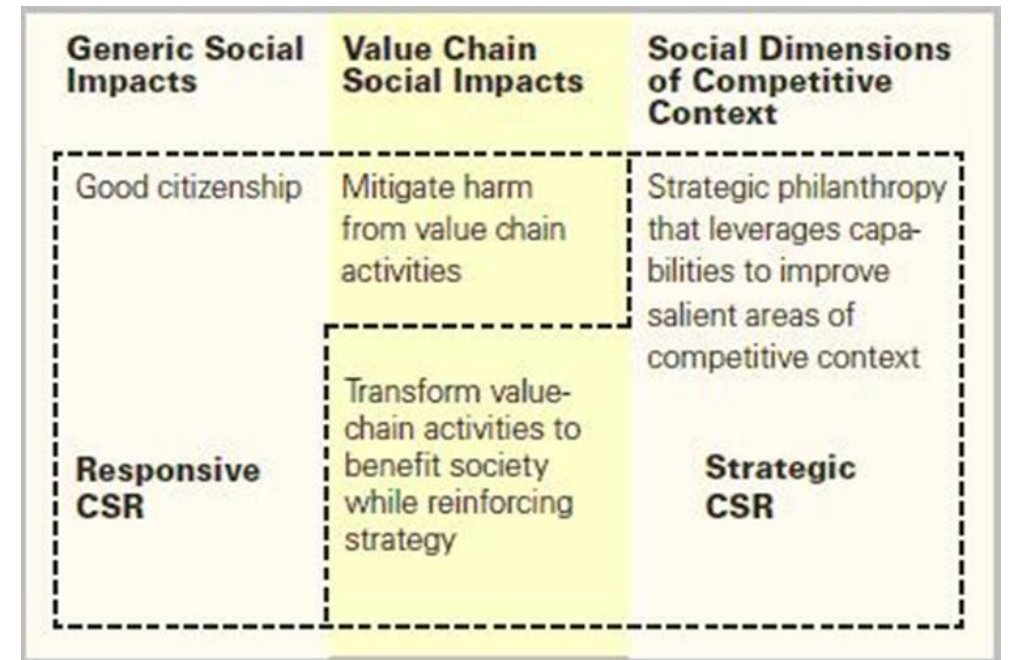 Generic Social
Impacts
Value Chain
Social Impacts
Social Dimensions
of Competitive
Context
Good citizenship
Mitigate harm
from value chain
activities
Strategic philanthropy
that leverages capa-
bilities to improve
salient areas of
competitive context
Transform value-
chain activities to
benefit society
while reinforcing
strategy
Responsive
CSR
Strategic
CSR